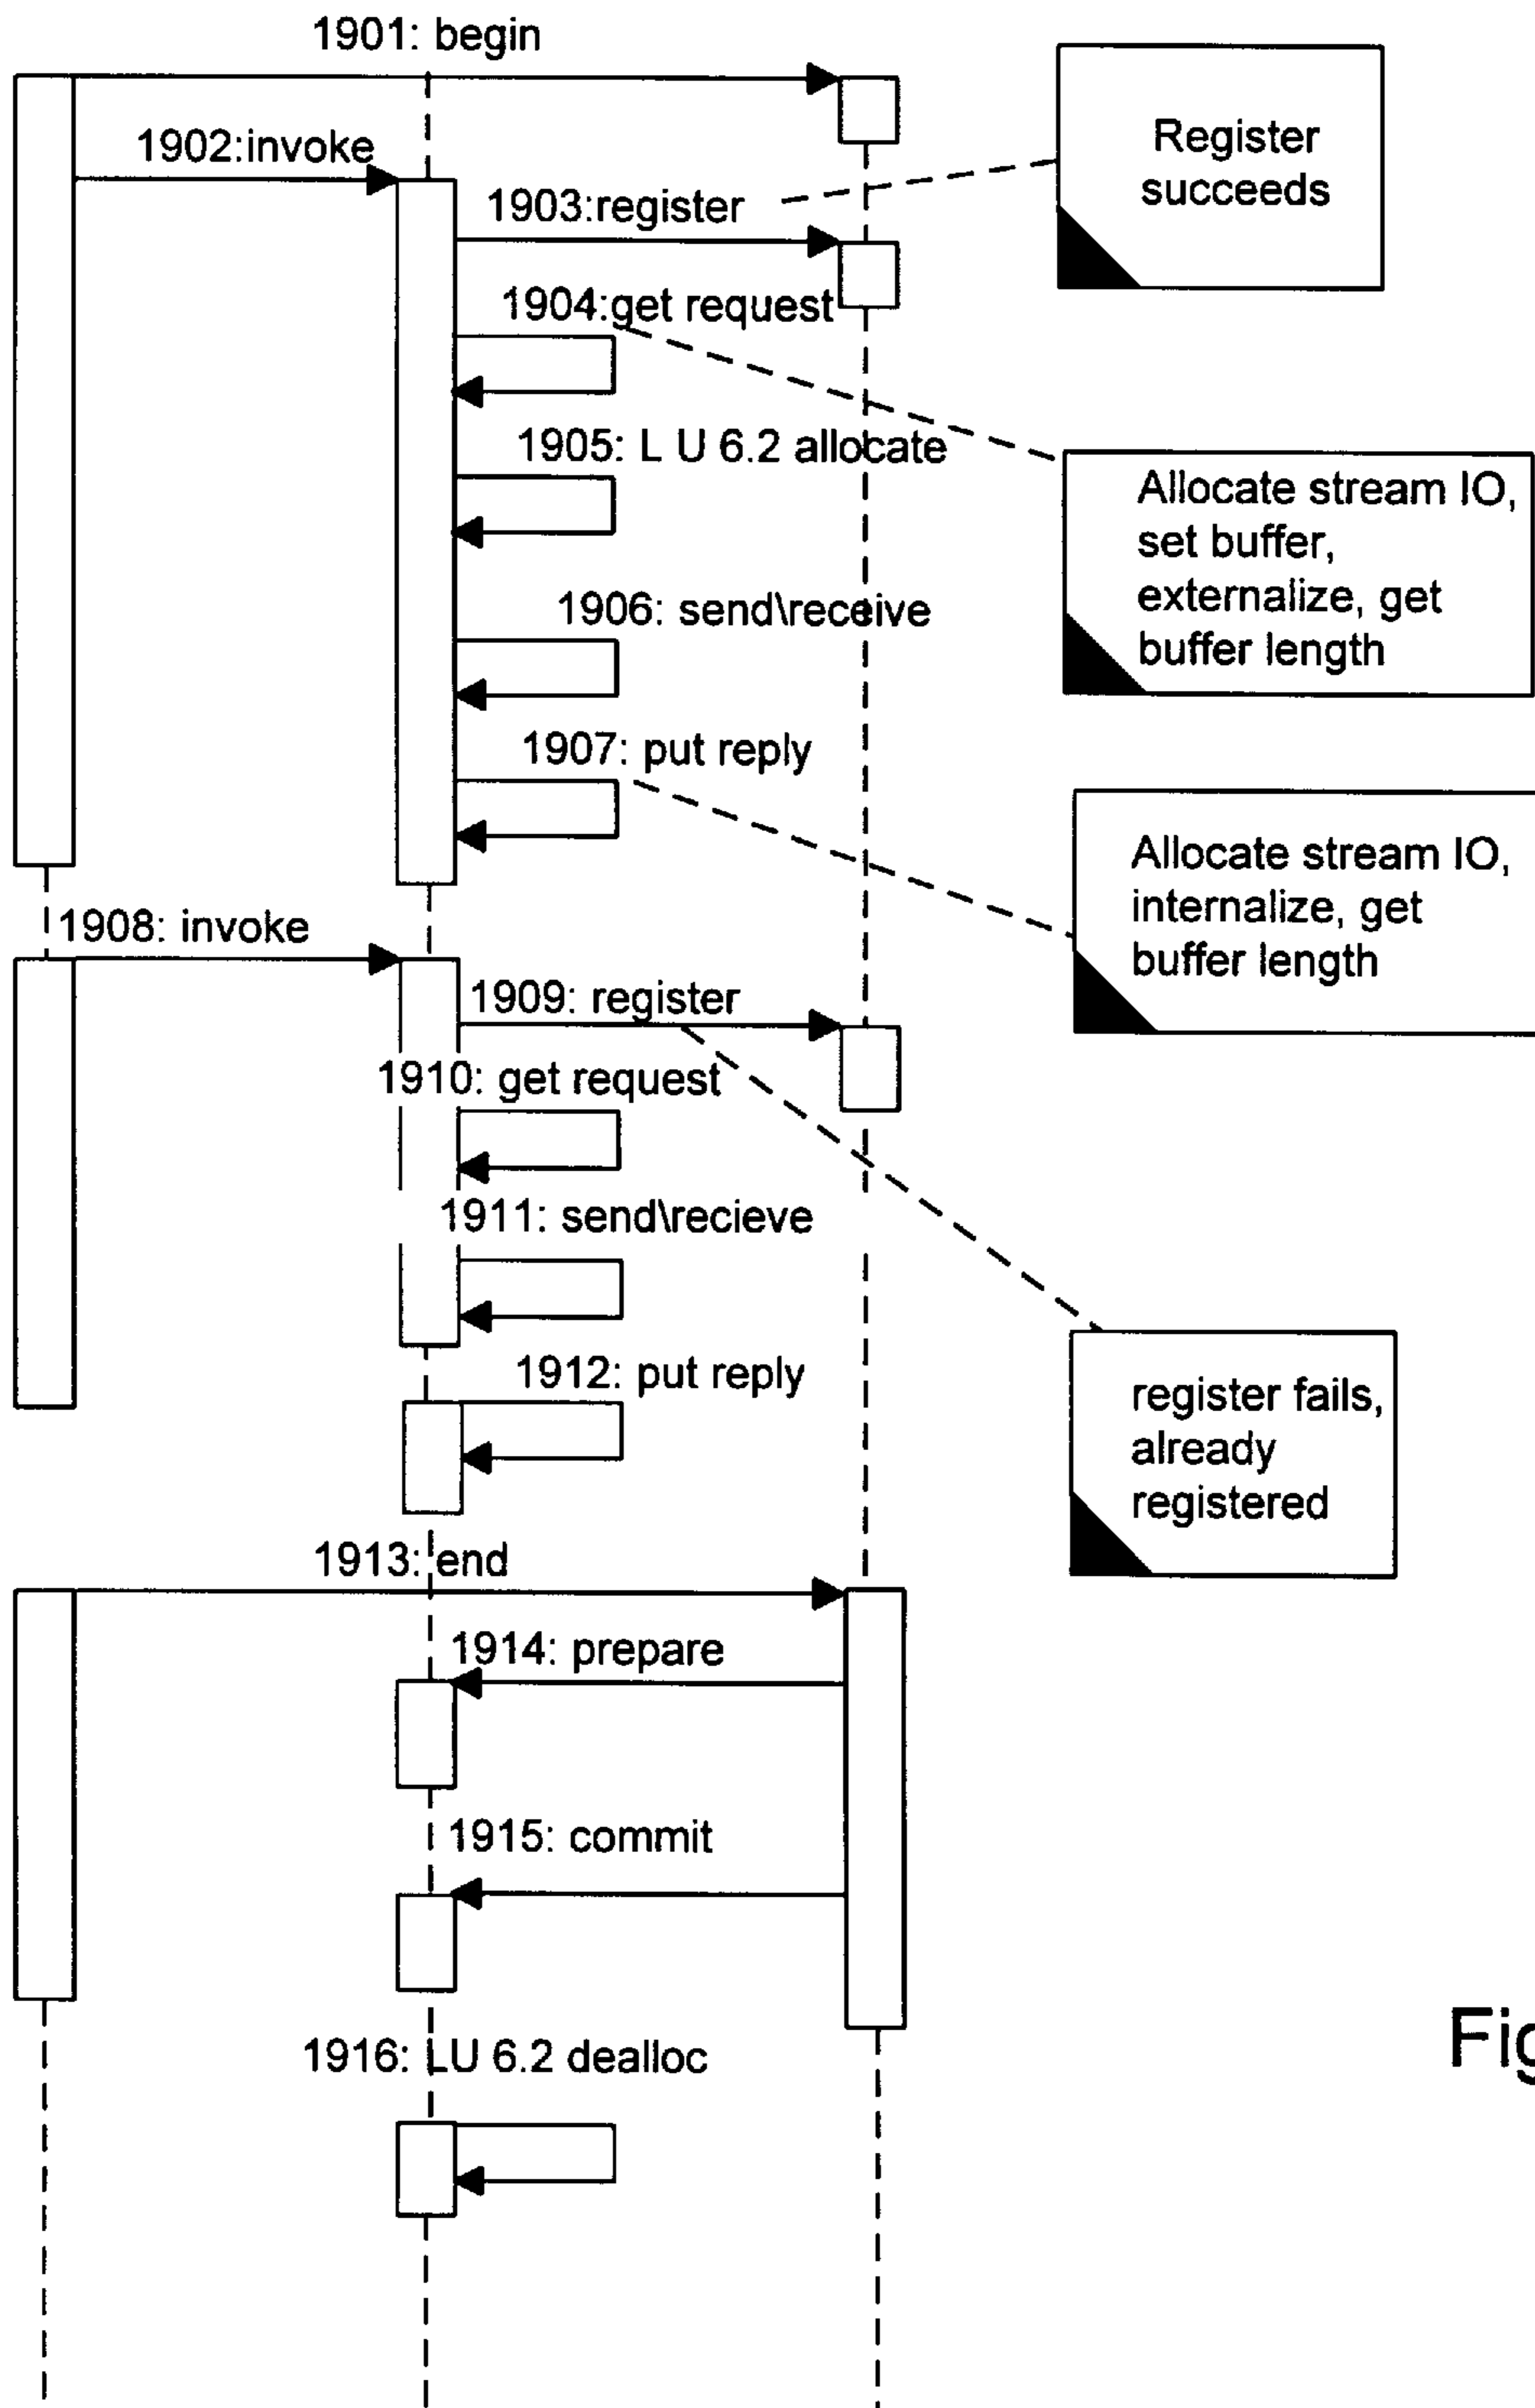 1901: begin
1902:invoke
Register
succeeds
1903:register
1904:get request
1905: L U 6.2 allocate
Allocate stream IO,
set buffer,
externalize, get
buffer length
1906: send\receive
1907: put reply
Allocate stream IO,
internalize, get
buffer length
1908: invoke
1909: register
1910: get request
1911: send\recieve
1912: put reply
register fails,
already
registered
1913: end
1914: prepare
1915: commit
1916: LU 6.2 dealloc